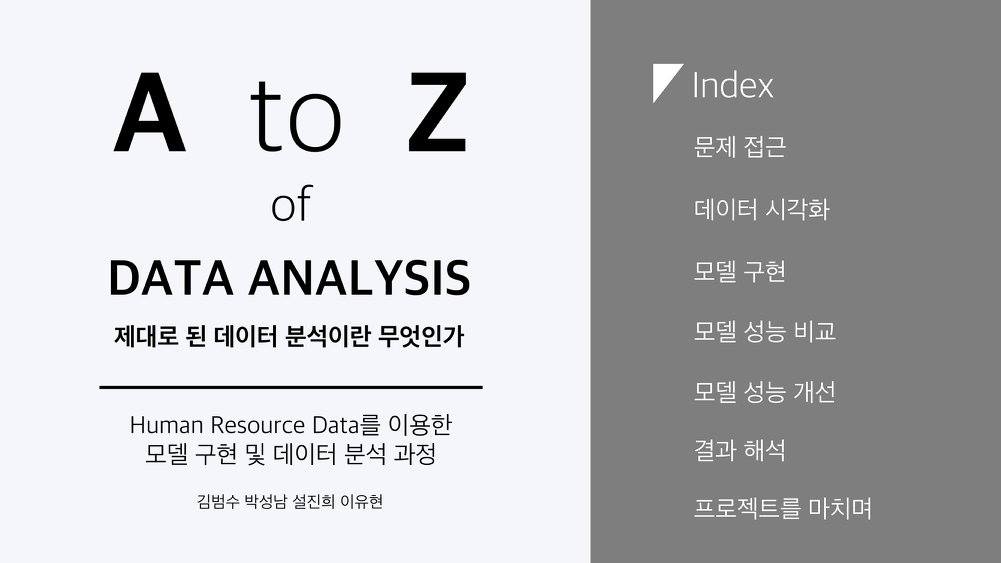 A to Z
of
DATA ANALYSIS
제대로 된 데이터 분석이란 무엇인가
Human Resource Data를 이용한
모델 구현 및 데이터 분석 과정
김범수 박성남 설진희 이유현
Index
문제 접근
데이터 시각화
모델 구현
모델 성능 비교
모델 성능 개선
결과 해석
프로젝트를 마치며